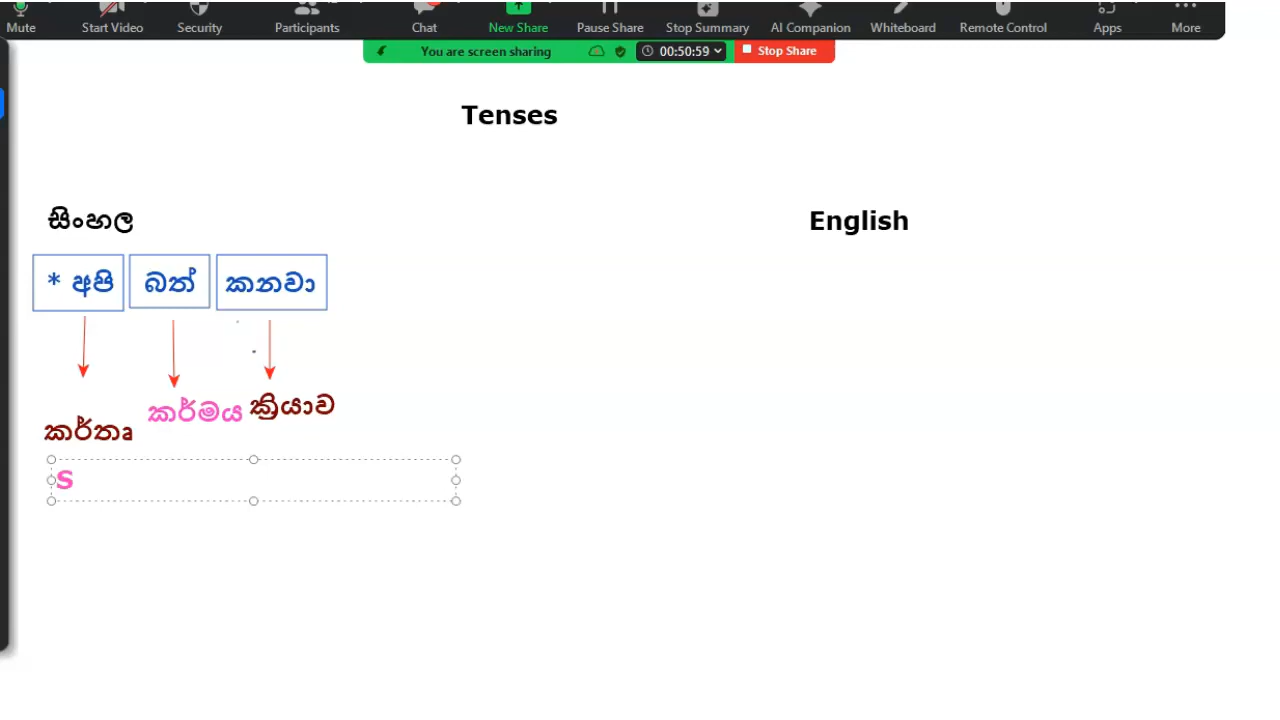 Mute Start Video Security Participants Chat New Share Pause Share Stop Summary AI Companion Whiteboard Remote Control Apps More
You are screen sharing 00:50:59 Stop Share
Tenses
සිංහල English
* අපි බත් කනවා
කර්තෘ කර්මය ක්‍රියාව
S